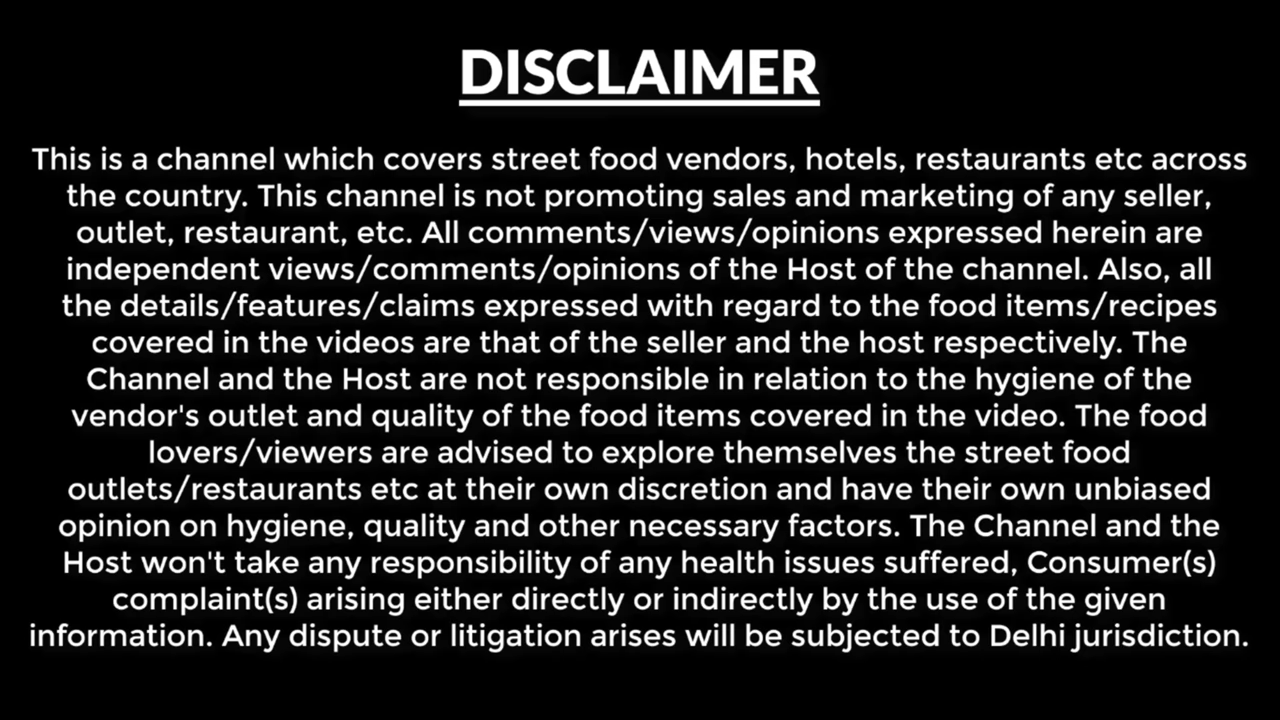 DISCLAIMER
This is a channel which covers street food vendors, hotels, restaurants etc across
the country. This channel is not promoting sales and marketing of any seller,
outlet, restaurant, etc. All comments/views/opinions expressed herein are
independent views/comments/opinions of the Host of the channel. Also, all
the details/features/claims expressed with regard to the food items/recipes
covered in the videos are that of the seller and the host respectively. The
Channel and the Host are not responsible in relation to the hygiene of the
vendor's outlet and quality of the food items covered in the video. The food
lovers/viewers are advised to explore themselves the street food
outlets/restaurants etc at their own discretion and have their own unbiased
opinion on hygiene, quality and other necessary factors. The Channel and the
Host won't take any responsibility of any health issues suffered, Consumer(s)
complaint(s) arising either directly or indirectly by the use of the given
information. Any dispute or litigation arises will be subjected to Delhi jurisdiction.